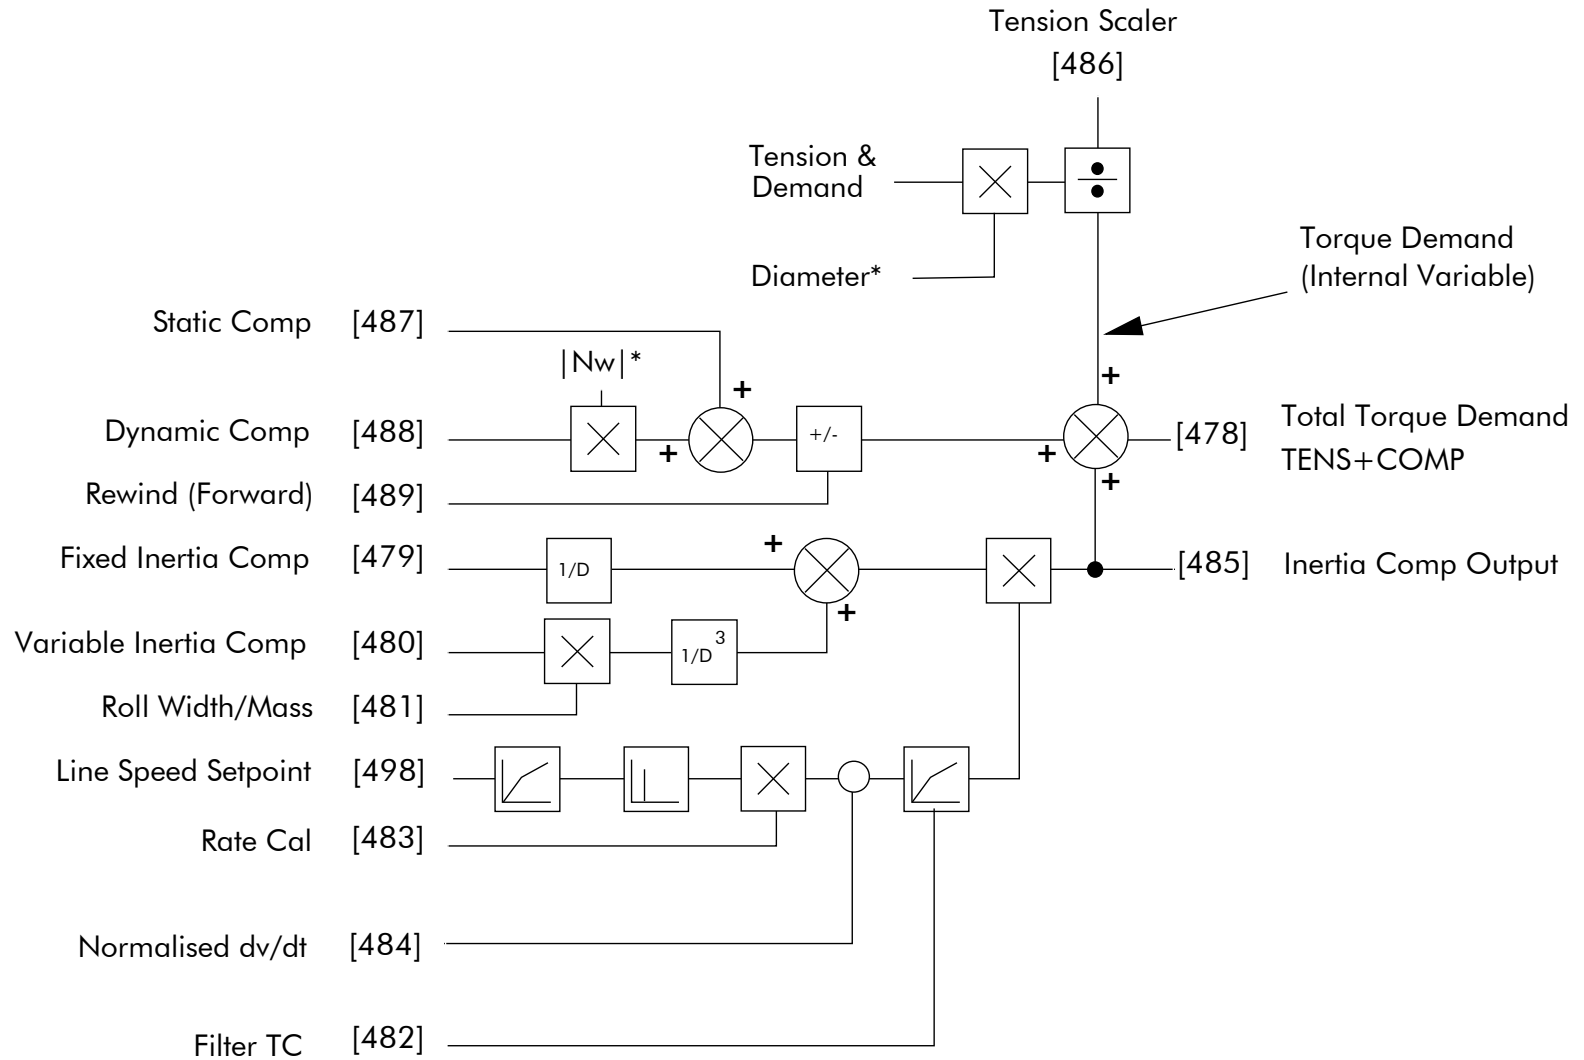 Tension Scaler
[486]
Tension &
Demand
Diameter*
Torque Demand
(Internal Variable)
Static Comp [487]
|Nw|*
+
+
Dynamic Comp [488]
+
+/-
+
[478] Total Torque Demand
TENS+COMP
+
Rewind (Forward) [489]
Fixed Inertia Comp [479]
1/D
+
[485] Inertia Comp Output
+
Variable Inertia Comp [480]
1/D 3
Roll Width/Mass [481]
Line Speed Setpoint [498]
Rate Cal [483]
Normalised dv/dt [484]
Filter TC [482]